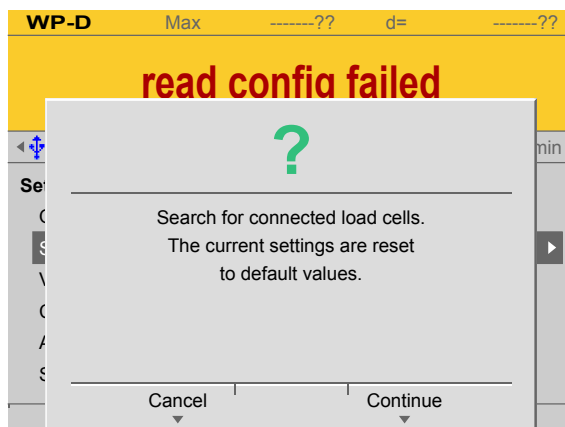 WP-D Max -------?? d= -------??
read config failed
min
?
Search for connected load cells.
The current settings are reset
to default values.
Cancel Continue